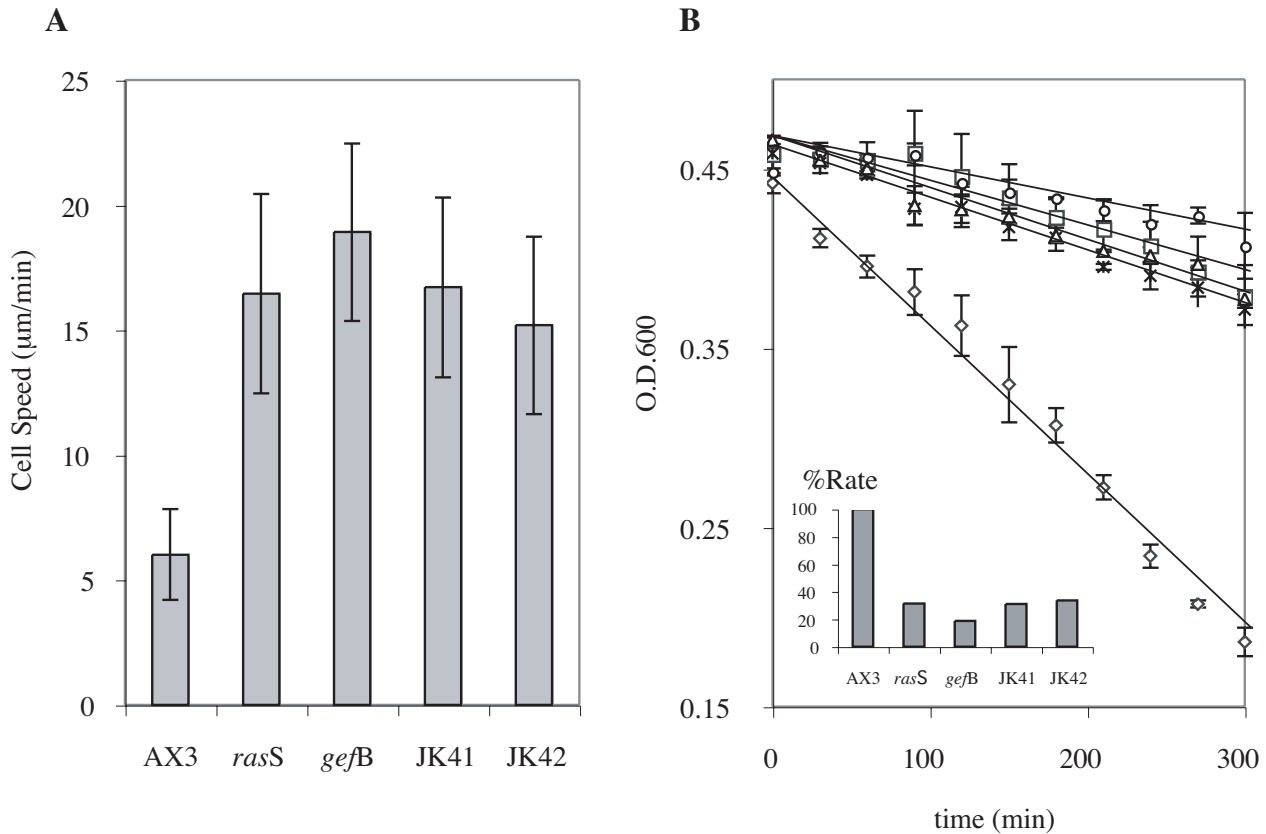 A
Cell Speed (µm/min)
25
20
15
10
5
0
AX3 rasS gefB JK41 JK42
B
O.D.600
0.45
0.35
0.25
0.15
%Rate
100
80
60
40
20
0
AX3 rasS gefB JK41 JK42
0 100 200 300
time (min)